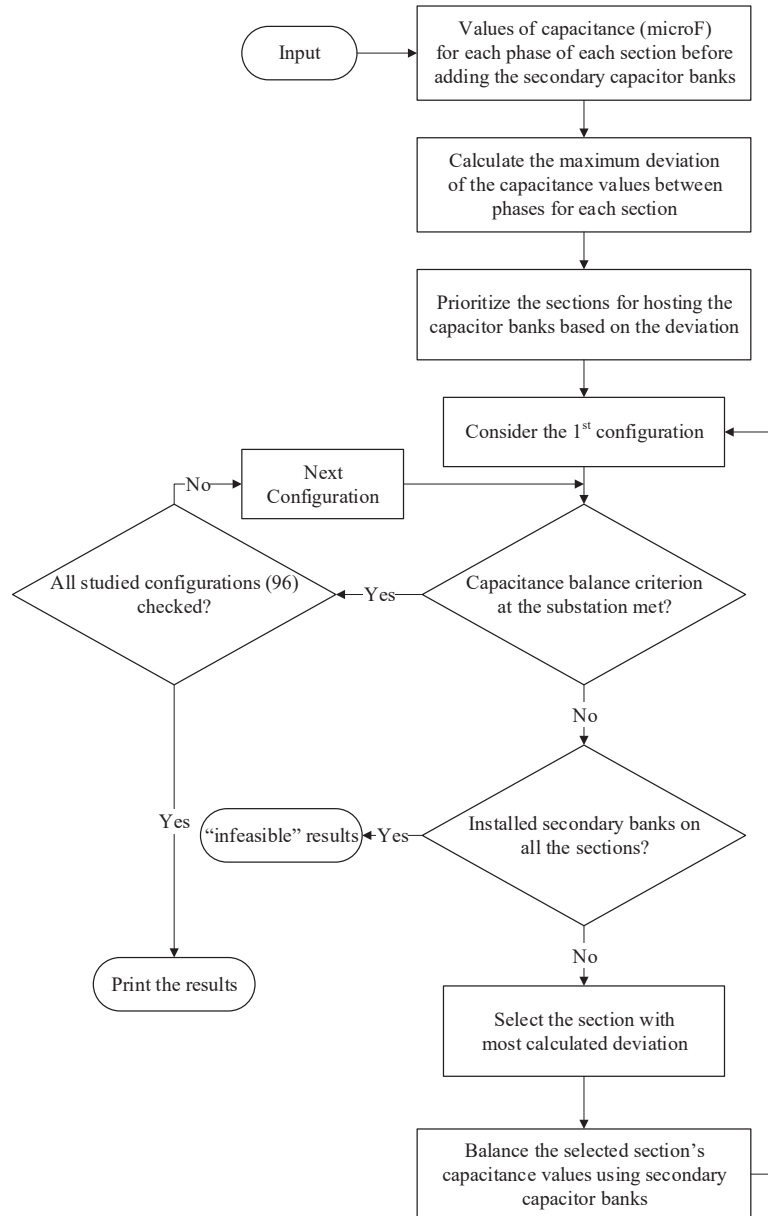 Input
Values of capacitance (microF)
for each phase of each section before
adding the secondary capacitor banks
Calculate the maximum deviation
of the capacitance values between
phases for each section
Prioritize the sections for hosting the
capacitor banks based on the deviation
Consider the 1st configuration
No
Next
Configuration
All studied configurations (96)
checked?
Yes
Capacitance balance criterion
at the substation met?
No
Yes
“infeasible” results
Yes
Installed secondary banks on
all the sections?
No
Print the results
Select the section with
most calculated deviation
Balance the selected section’s
capacitance values using secondary
capacitor banks